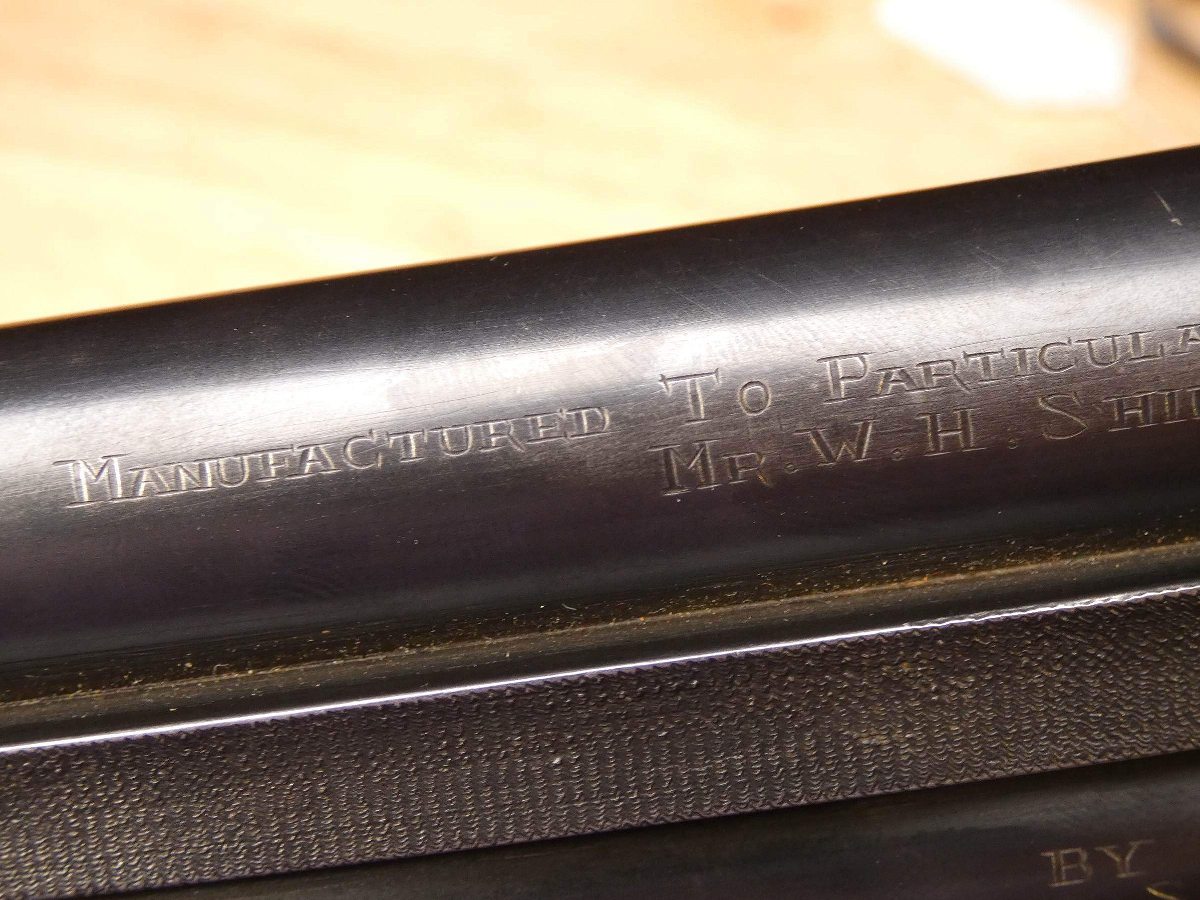 Manufactured To Particula
Mr. W. H. Shi
BY